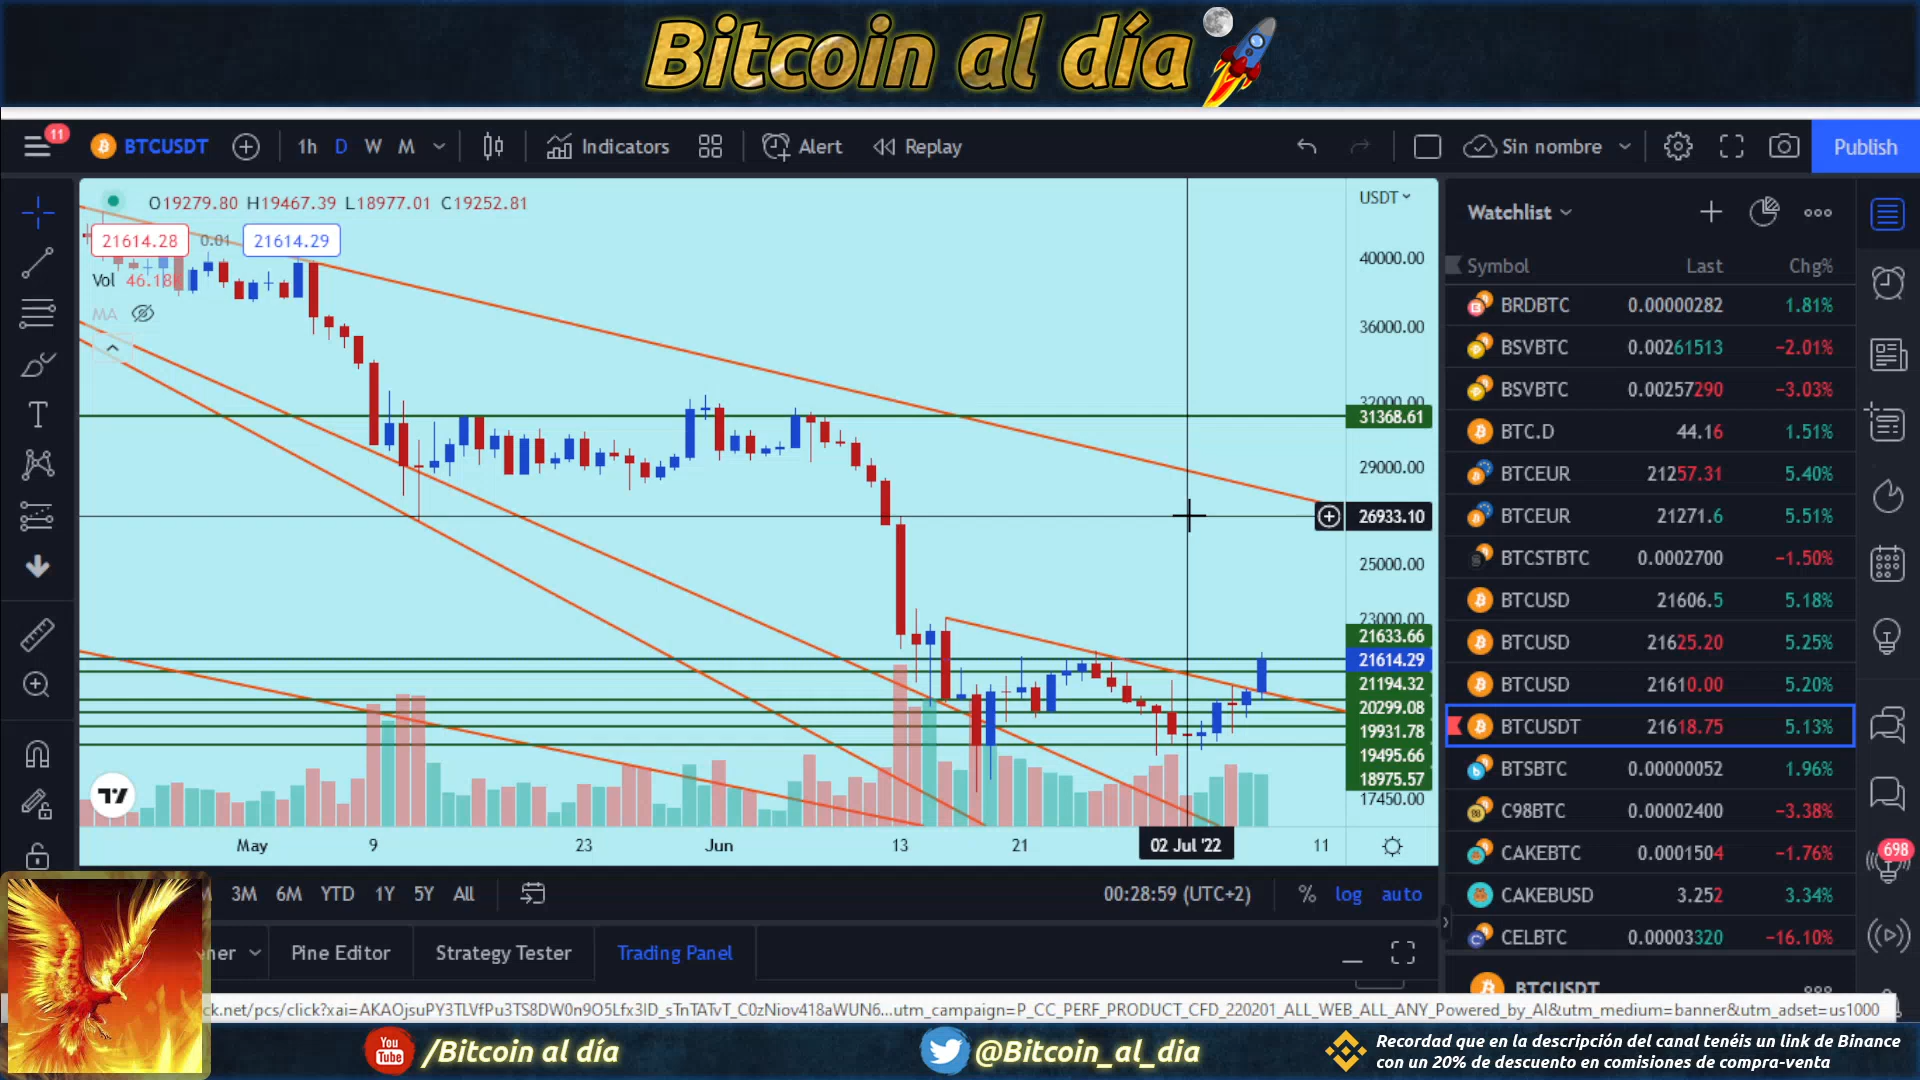 Bitcoin al día
11
BTCUSDT
1h D W M
Indicators
Alert
Replay
Sin nombre
Publish
O19279.80 H19467.39 L18977.01 C19252.81
21614.28 0.01 21614.29
Vol 46.18K
MA
USDT
40000.00
36000.00
32000.00
31368.61
29000.00
26933.10
25000.00
23000.00
21633.66
21614.29
21194.32
20299.08
19931.78
19495.66
18975.57
17450.00
May 9 23 Jun 13 21 02 Jul '22 11
3M 6M YTD 1Y 5Y All
00:28:59 (UTC+2)
% log auto
Pine Editor
Strategy Tester
Trading Panel
Watchlist
Symbol Last Chg%
BRDBTC 0.00000282 1.81%
BSVBTC 0.00261513 −2.01%
BSVBTC 0.00257290 −3.03%
BTC.D 44.16 1.51%
BTCEUR 21257.31 5.40%
BTCEUR 21271.6 5.51%
BTCSTBTC 0.0002700 −1.50%
BTCUSD 21606.5 5.18%
BTCUSD 21625.20 5.25%
BTCUSD 21610.00 5.20%
BTCUSDT 21618.75 5.13%
BTSBTC 0.00000052 1.96%
C98BTC 0.00002400 −3.38%
CAKEBTC 0.0001504 −1.76%
CAKEBUSD 3.252 3.34%
CELBTC 0.00003320 −16.10%
BTCUSDT
698
You Tube /Bitcoin al día
@Bitcoin_al_dia
Recordad que en la descripción del canal tenéis un link de Binance
con un 20% de descuento en comisiones de compra-venta